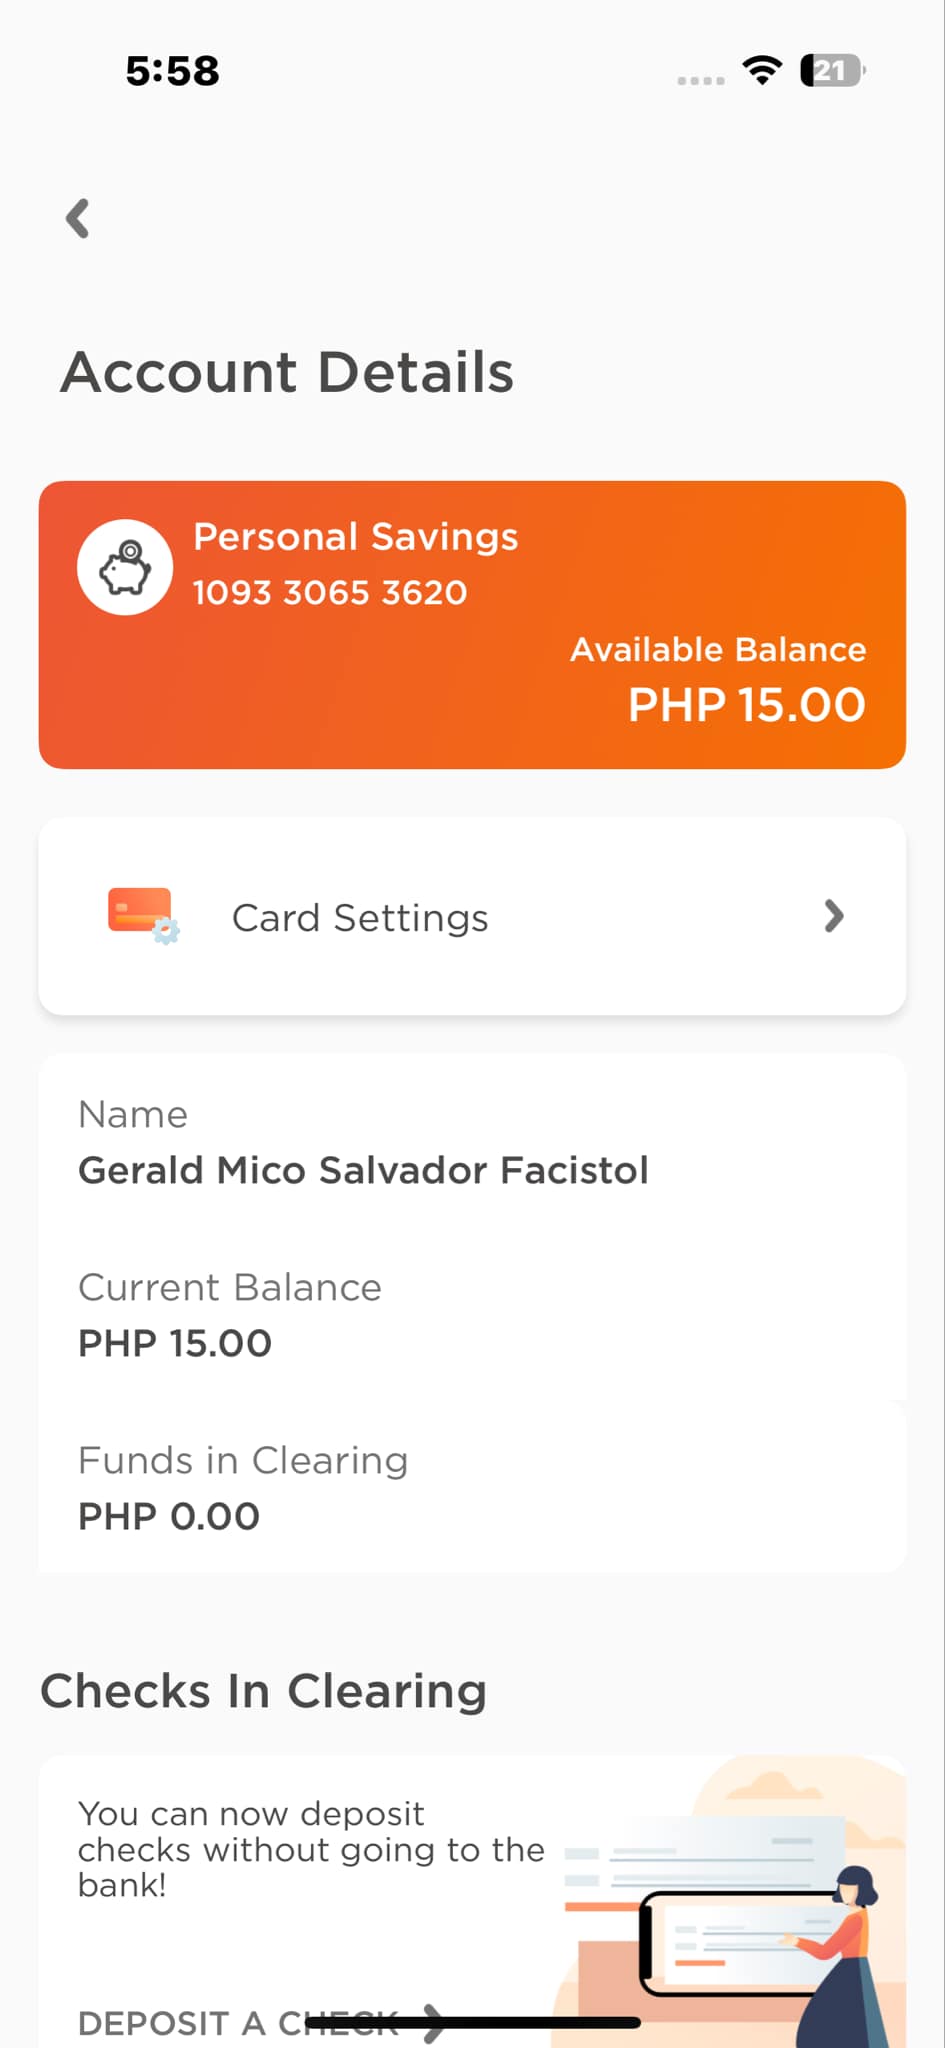 5:58
21
Account Details
Personal Savings
1093 3065 3620
Available Balance
PHP 15.00
Card Settings
Name
Gerald Mico Salvador Facistol
Current Balance
PHP 15.00
Funds in Clearing
PHP 0.00
Checks In Clearing
You can now deposit
checks without going to the
bank!
DEPOSIT A CHECK